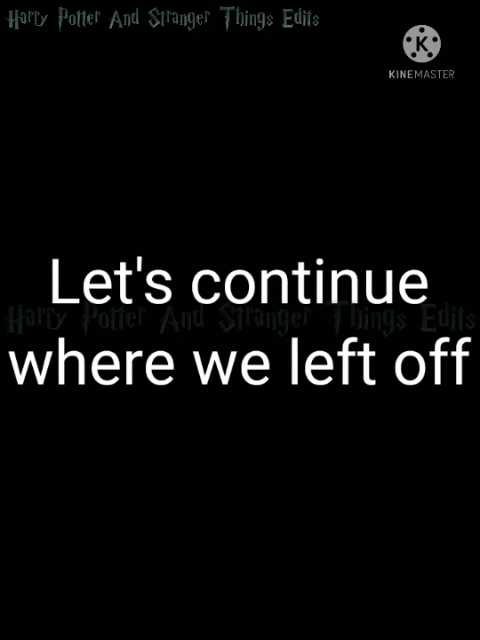 Harry Potter And Stranger Things Edits
K
KINEMASTER
Let's continue
Harry Potter And Stranger Things Edits
where we left off